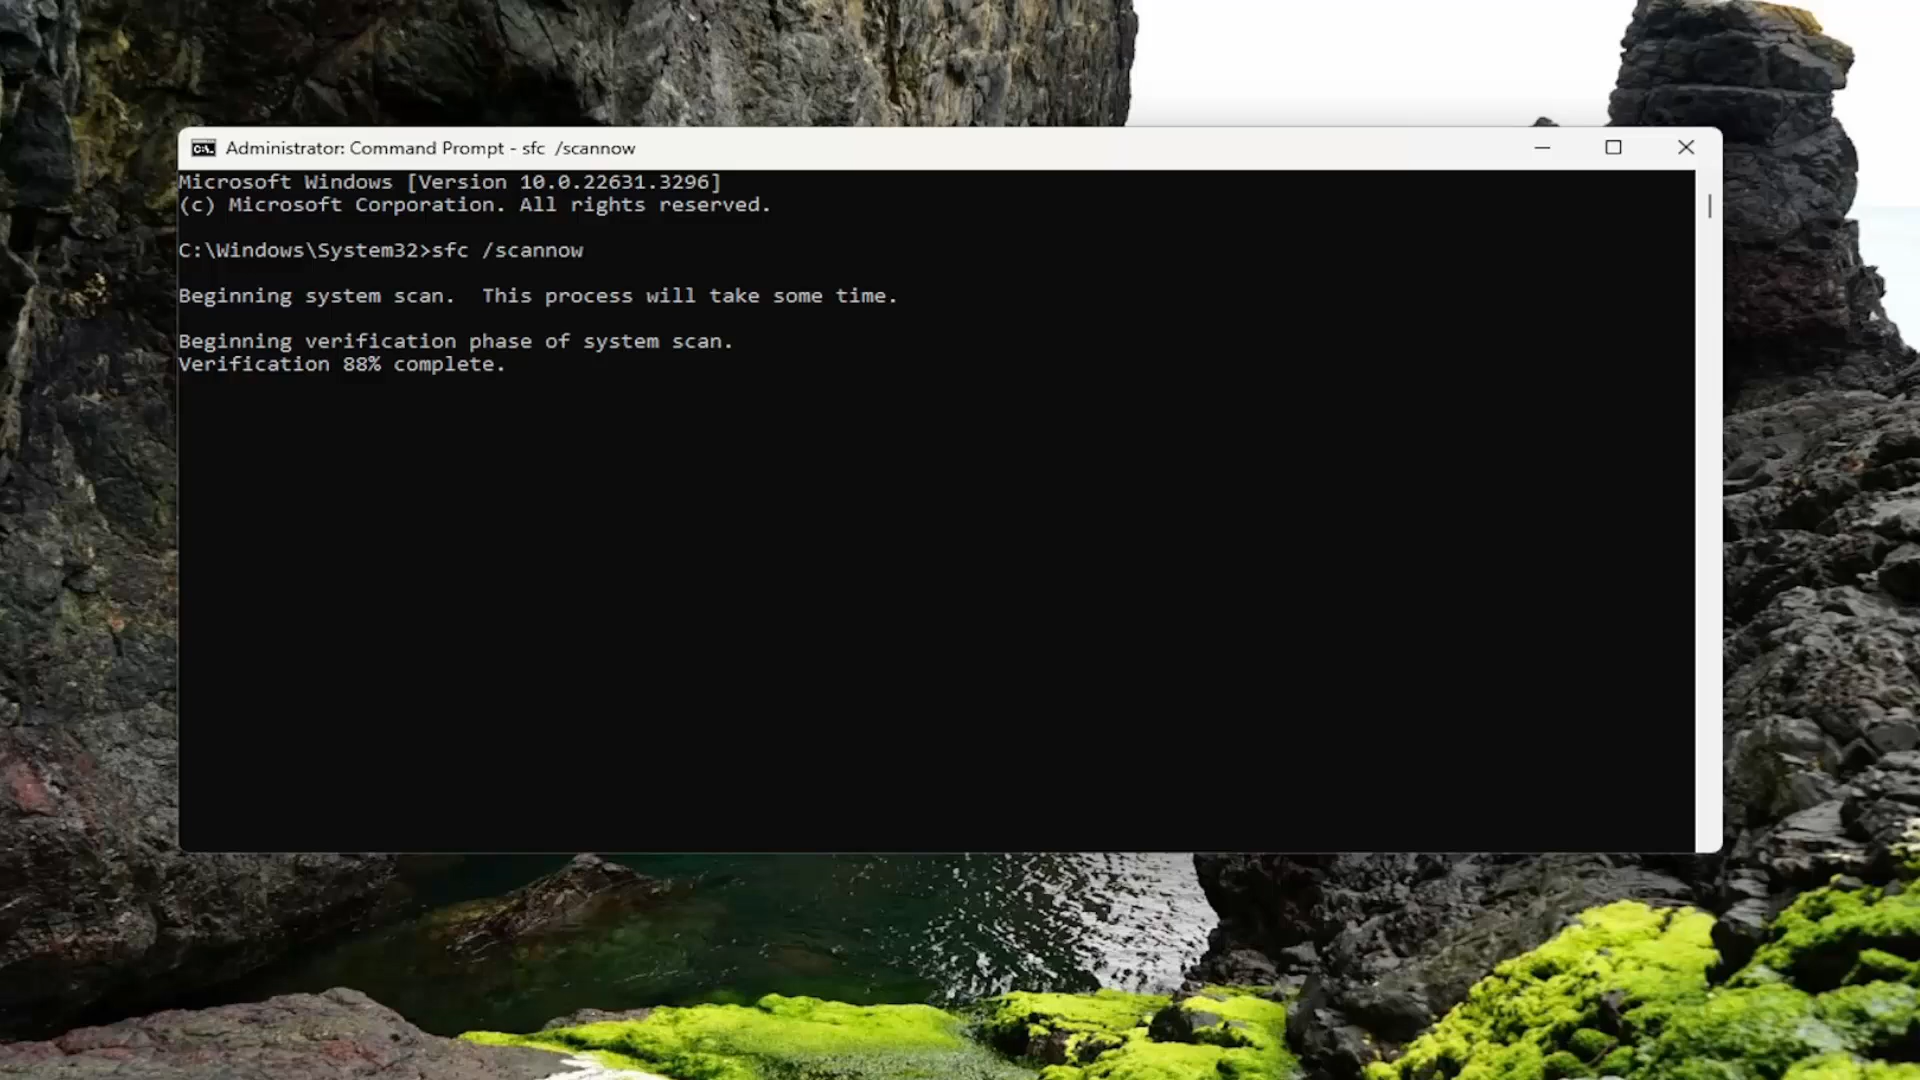 Administrator: Command Prompt - sfc  /scannow
Microsoft Windows [Version 10.0.22631.3296]
(c) Microsoft Corporation. All rights reserved.
C:\Windows\System32>sfc /scannow
Beginning system scan.  This process will take some time.
Beginning verification phase of system scan.
Verification 88% complete.